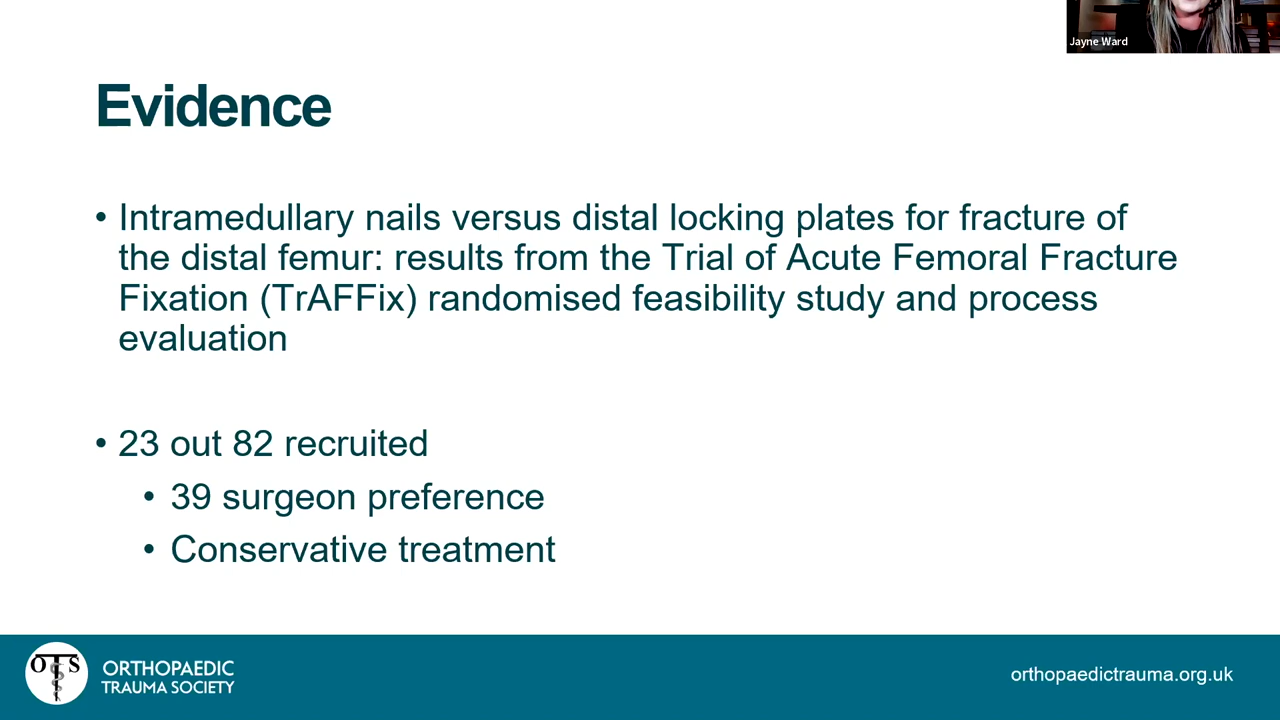 Jayne Ward
Evidence
• Intramedullary nails versus distal locking plates for fracture of
the distal femur: results from the Trial of Acute Femoral Fracture
Fixation (TrAFFix) randomised feasibility study and process
evaluation
• 23 out 82 recruited
• 39 surgeon preference
• Conservative treatment
OTS
ORTHOPAEDIC
TRAUMA SOCIETY
orthopaedictrauma.org.uk